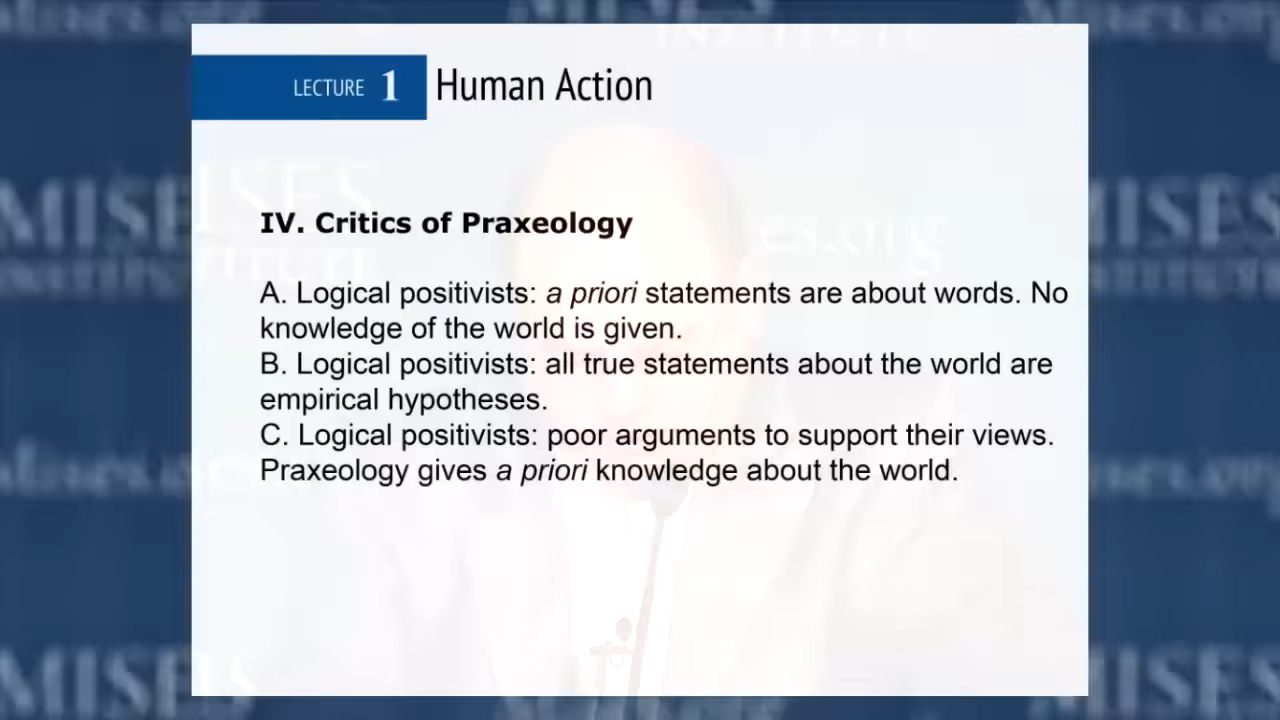 LECTURE 1 Human Action
IV. Critics of Praxeology
A. Logical positivists: a priori statements are about words. No
knowledge of the world is given.
B. Logical positivists: all true statements about the world are
empirical hypotheses.
C. Logical positivists: poor arguments to support their views.
Praxeology gives a priori knowledge about the world.